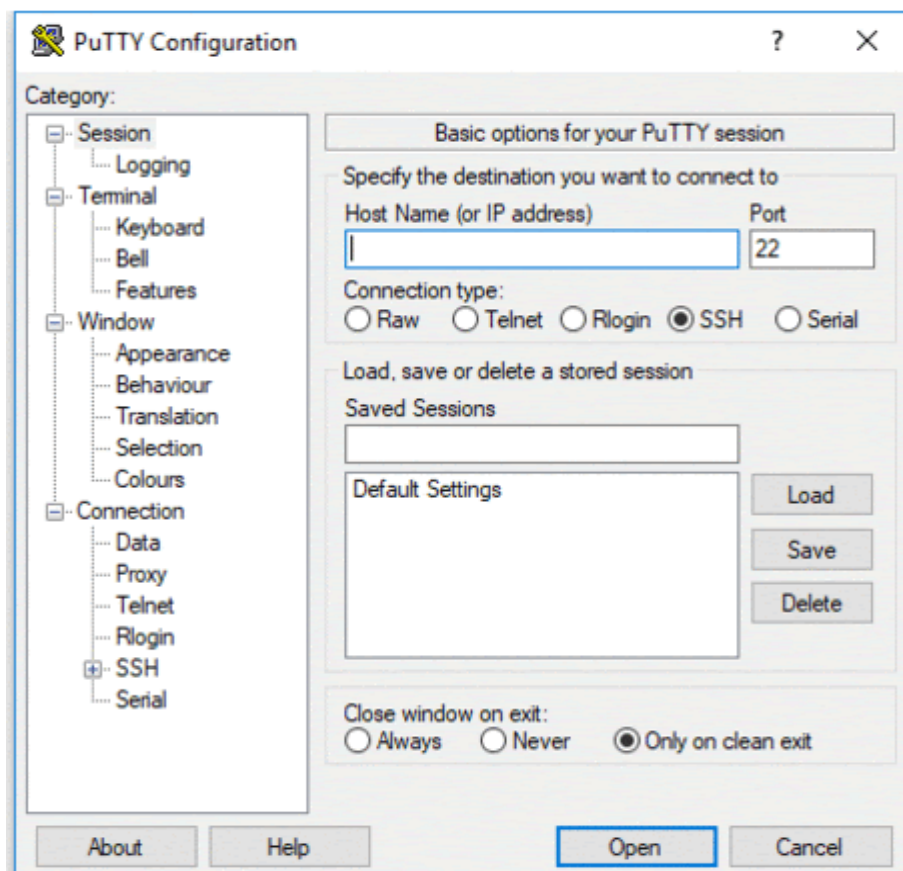 PuTTY Configuration
?
Category:
Session
Logging
Terminal
Keyboard
Bell
Features
Window
Appearance
Behaviour
Translation
Selection
Colours
Connection
Data
Proxy
Telnet
Rlogin
SSH
Serial
Basic options for your PuTTY session
Specify the destination you want to connect to
Host Name (or IP address) Port
22
Connection type:
Raw Telnet Rlogin SSH Serial
Load, save or delete a stored session
Saved Sessions
Default Settings
Load
Save
Delete
Close window on exit:
Always Never Only on clean exit
About Help Open Cancel